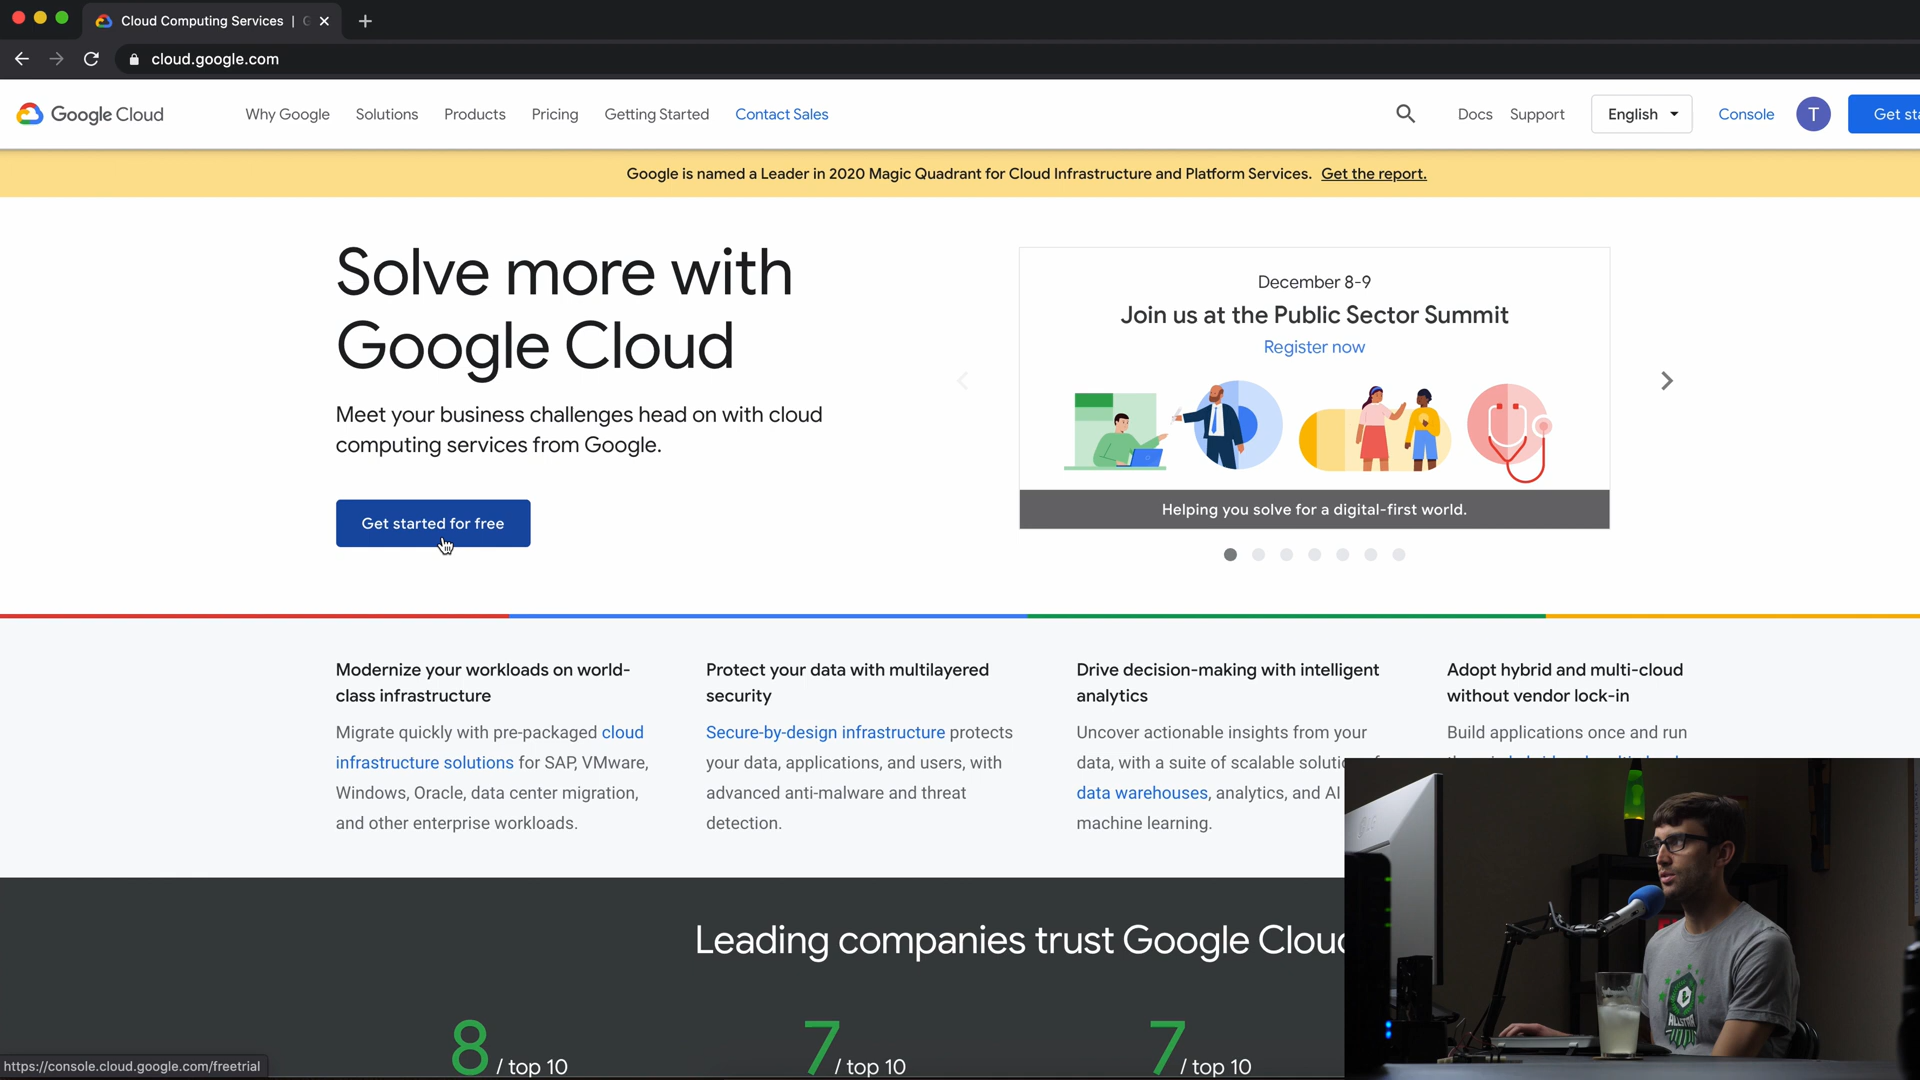 Cloud Computing Services | G
cloud.google.com
Google Cloud
Why Google
Solutions
Products
Pricing
Getting Started
Contact Sales
Docs
Support
English
Console
T
Get sta
Google is named a Leader in 2020 Magic Quadrant for Cloud Infrastructure and Platform Services. Get the report.
Solve more with
Google Cloud
Meet your business challenges head on with cloud
computing services from Google.
Get started for free
December 8-9
Join us at the Public Sector Summit
Register now
Helping you solve for a digital-first world.
Modernize your workloads on world-
class infrastructure
Migrate quickly with pre-packaged cloud
infrastructure solutions for SAP, VMware,
Windows, Oracle, data center migration,
and other enterprise workloads.
Protect your data with multilayered
security
Secure-by-design infrastructure protects
your data, applications, and users, with
advanced anti-malware and threat
detection.
Drive decision-making with intelligent
analytics
Uncover actionable insights from your
data, with a suite of scalable
data warehouses, analytics, and AI
machine learning.
Adopt hybrid and multi-cloud
without vendor lock-in
Build applications once and run
Leading companies trust Google Cloud
8 / top 10
7 / top 10
7 / top 10
https://console.cloud.google.com/freetrial
ALLSTAR